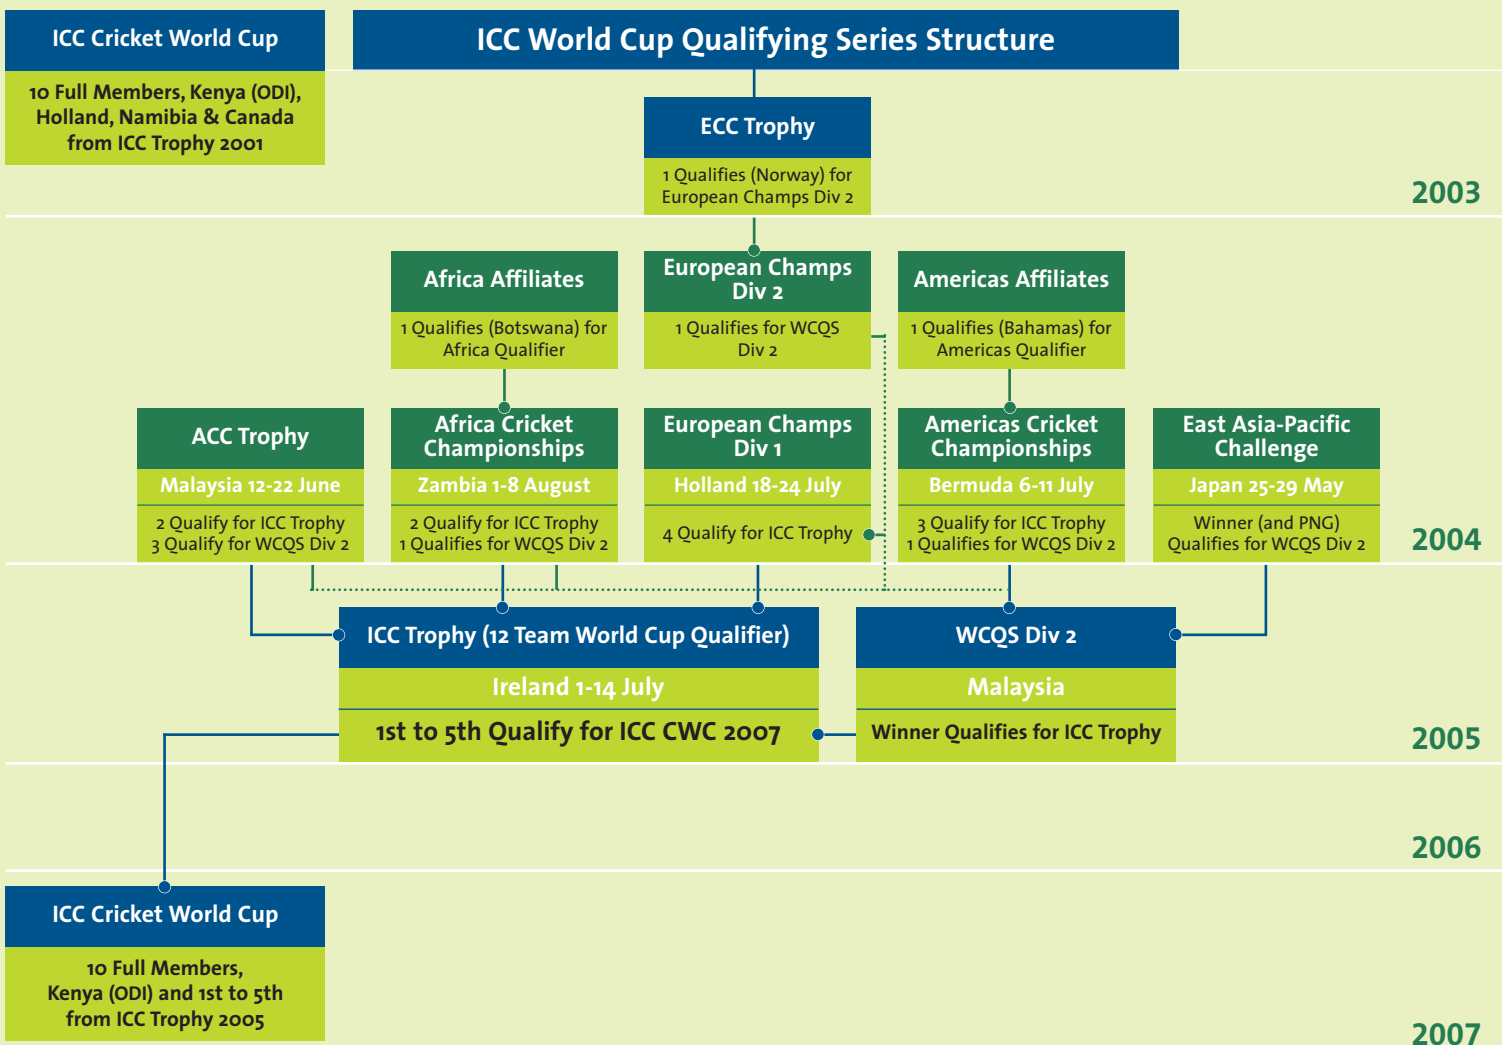 ICC Cricket World Cup
10 Full Members, Kenya (ODI),
Holland, Namibia & Canada
from ICC Trophy 2001
ICC World Cup Qualifying Series Structure
ECC Trophy
1 Qualifies (Norway) for
European Champs Div 2
2003
Africa Affiliates
1 Qualifies (Botswana) for
Africa Qualifier
European Champs
Div 2
1 Qualifies for WCQS
Div 2
Americas Affiliates
1 Qualifies (Bahamas) for
Americas Qualifier
ACC Trophy
Malaysia 12-22 June
2 Qualify for ICC Trophy
3 Qualify for WCQS Div 2
Africa Cricket
Championships
Zambia 1-8 August
2 Qualify for ICC Trophy
1 Qualifies for WCQS Div 2
European Champs
Div 1
Holland 18-24 July
4 Qualify for ICC Trophy
Americas Cricket
Championships
Bermuda 6-11 July
3 Qualify for ICC Trophy
1 Qualifies for WCQS Div 2
East Asia-Pacific
Challenge
Japan 25-29 May
Winner (and PNG)
Qualifies for WCQS Div 2
2004
ICC Trophy (12 Team World Cup Qualifier)
Ireland 1-14 July
1st to 5th Qualify for ICC CWC 2007
WCQS Div 2
Malaysia
Winner Qualifies for ICC Trophy
2005
2006
ICC Cricket World Cup
10 Full Members,
Kenya (ODI) and 1st to 5th
from ICC Trophy 2005
2007